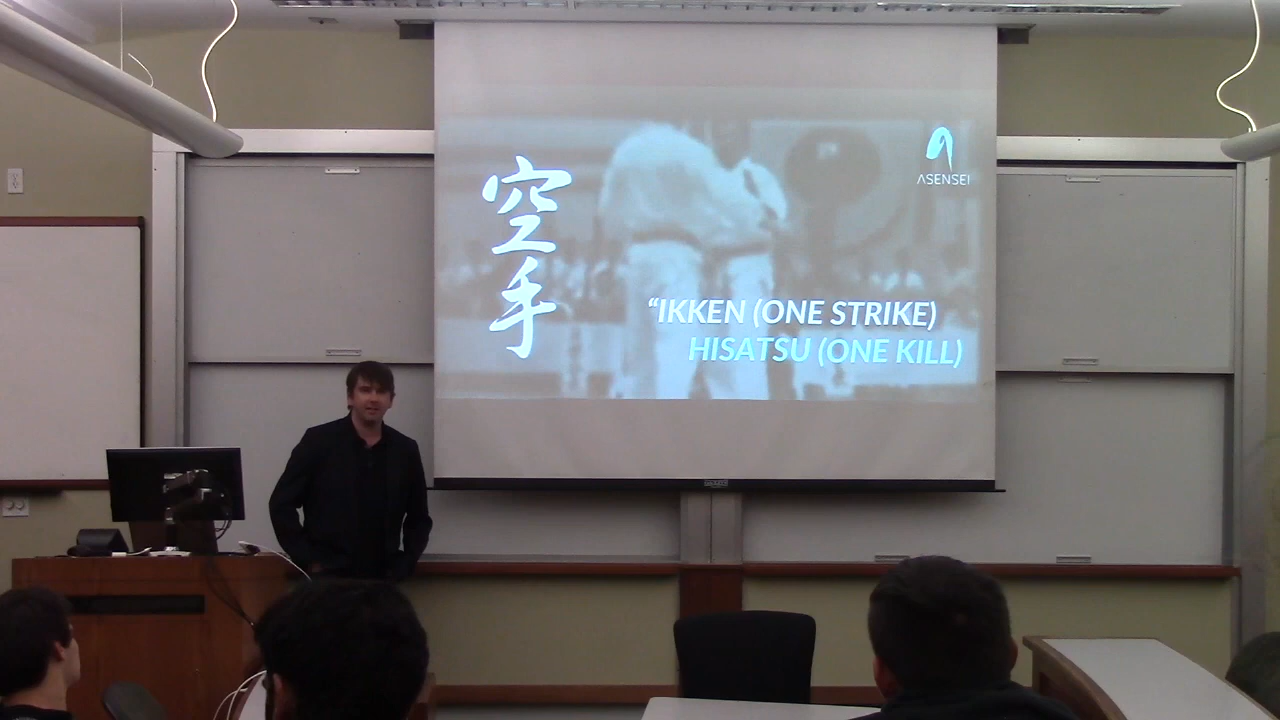 空手
ASENSEI
“IKKEN (ONE STRIKE)
HISATSU (ONE KILL)